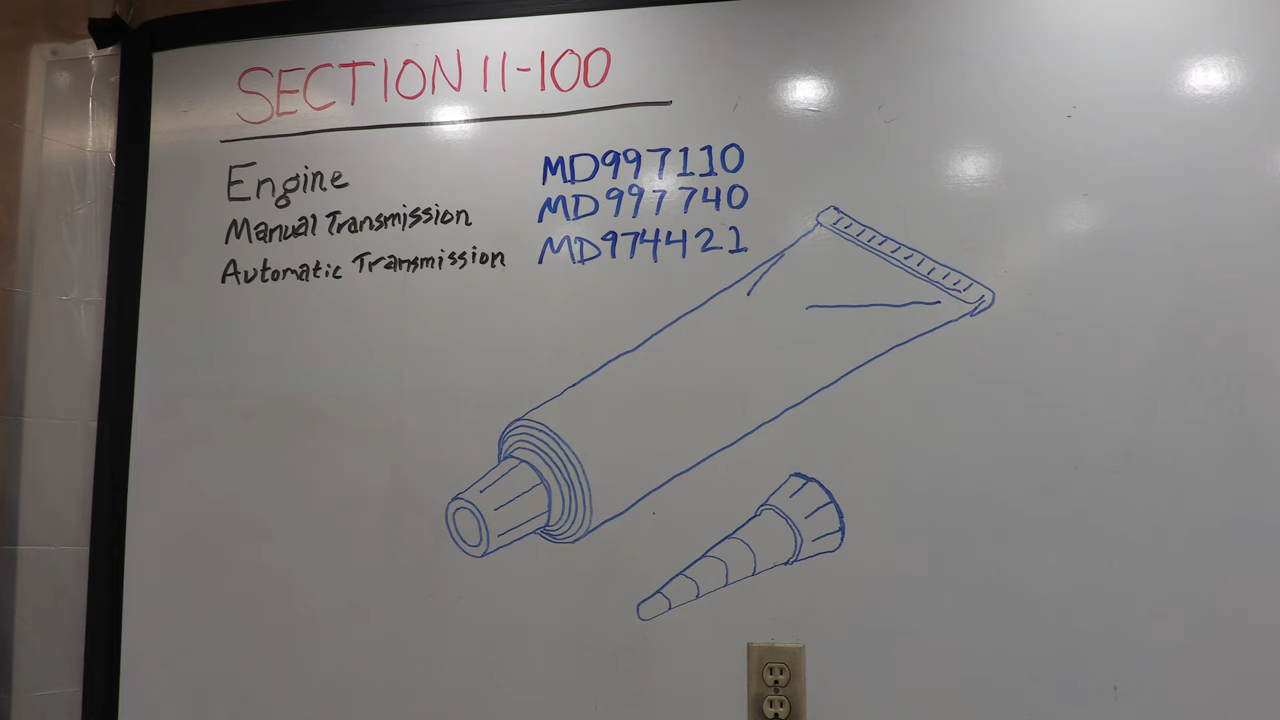 SECTION 11-100
Engine MD997110
Manual Transmission MD997740
Automatic Transmission MD974421